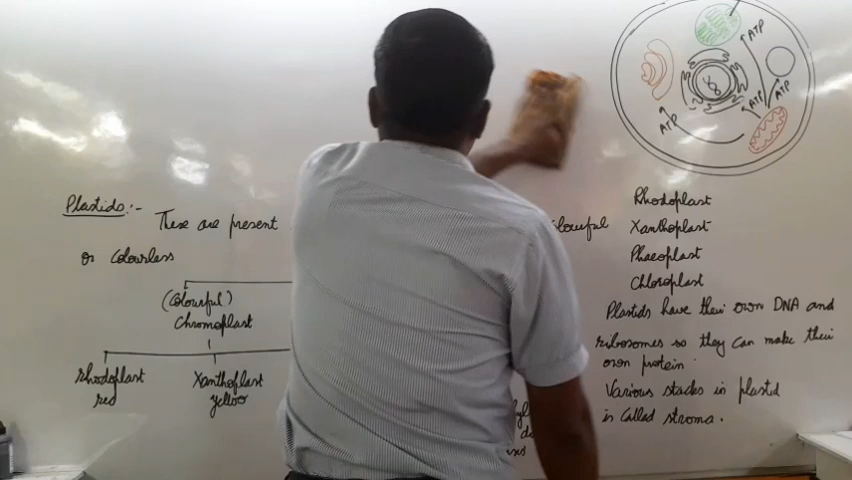 Plastids:-
These are present
colourful
or Colourless
(Colourful)
Chromoplast
Rhodoplast
red
Xanthoplast
yellow
ATP
ATP
ATP
ATP
Rhodoplast
Xanthoplast
Phaeoplast
Chloroplast
Plastids have their own DNA and
ribosomes so they can make their
own protein
Various stacks in plastid
is called stroma.